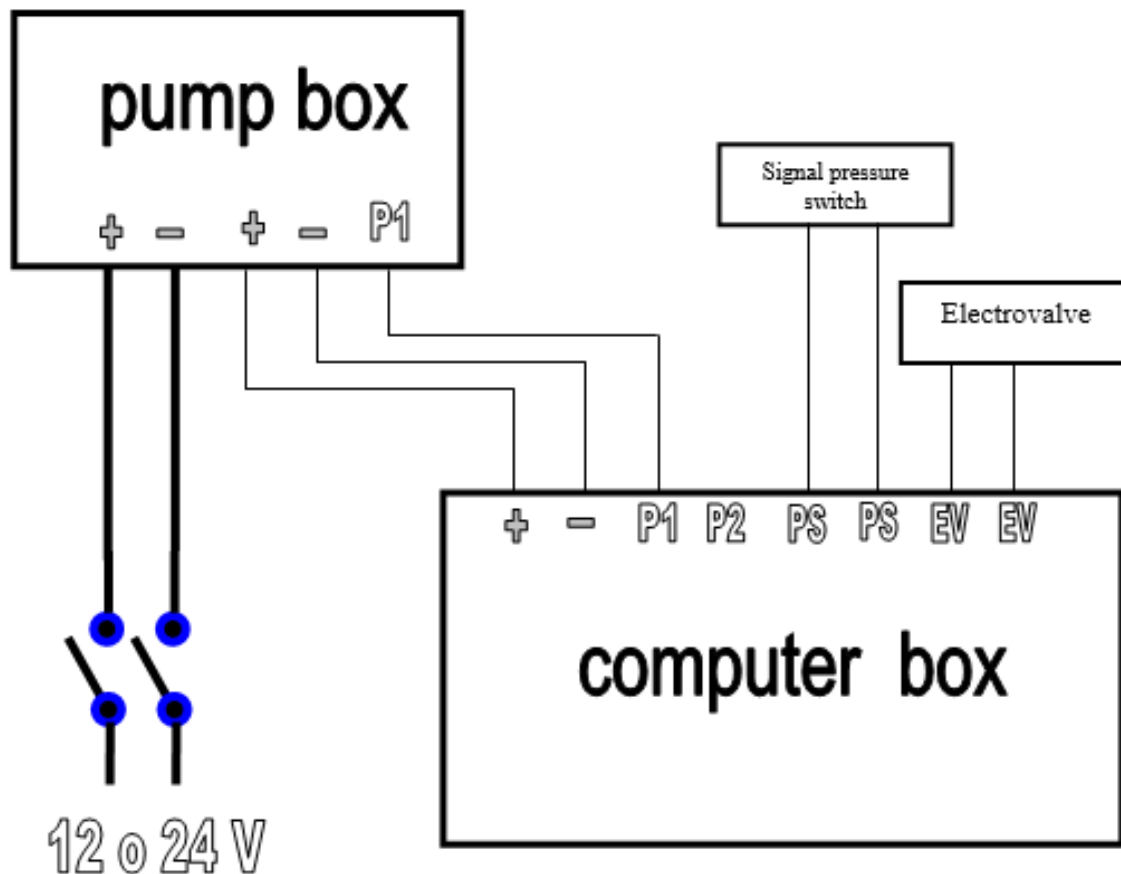 pump box
+ - + - P1
Signal pressure
switch
Electrovalve
+ - P1 P2 PS PS EV EV
computer box
12 o 24 V